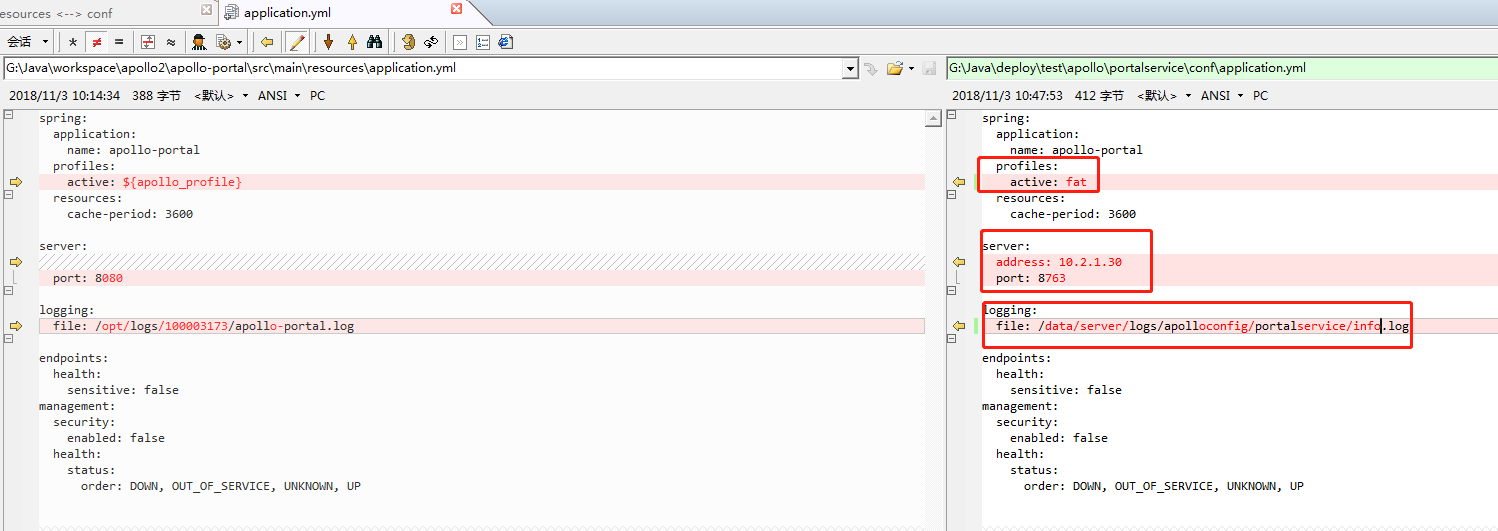 esources <--> conf
application.yml
会话
G:\Java\workspace\apollo2\apollo-portal\src\main\resources\application.yml
2018/11/3 10:14:34 388 字节 <默认> ANSI PC
spring:
application:
name: apollo-portal
profiles:
active: ${apollo_profile}
resources:
cache-period: 3600
server:
port: 8080
logging:
file: /opt/logs/100003173/apollo-portal.log
endpoints:
health:
sensitive: false
management:
security:
enabled: false
health:
status:
order: DOWN, OUT_OF_SERVICE, UNKNOWN, UP
G:\Java\deploy\test\apollo\portalservice\conf\application.yml
2018/11/3 10:47:53 412 字节 <默认> ANSI PC
spring:
application:
name: apollo-portal
profiles:
active: fat
resources:
cache-period: 3600
server:
address: 10.2.1.30
port: 8763
logging:
file: /data/server/logs/apolloconfig/portalservice/info.log
endpoints:
health:
sensitive: false
management:
security:
enabled: false
health:
status:
order: DOWN, OUT_OF_SERVICE, UNKNOWN, UP